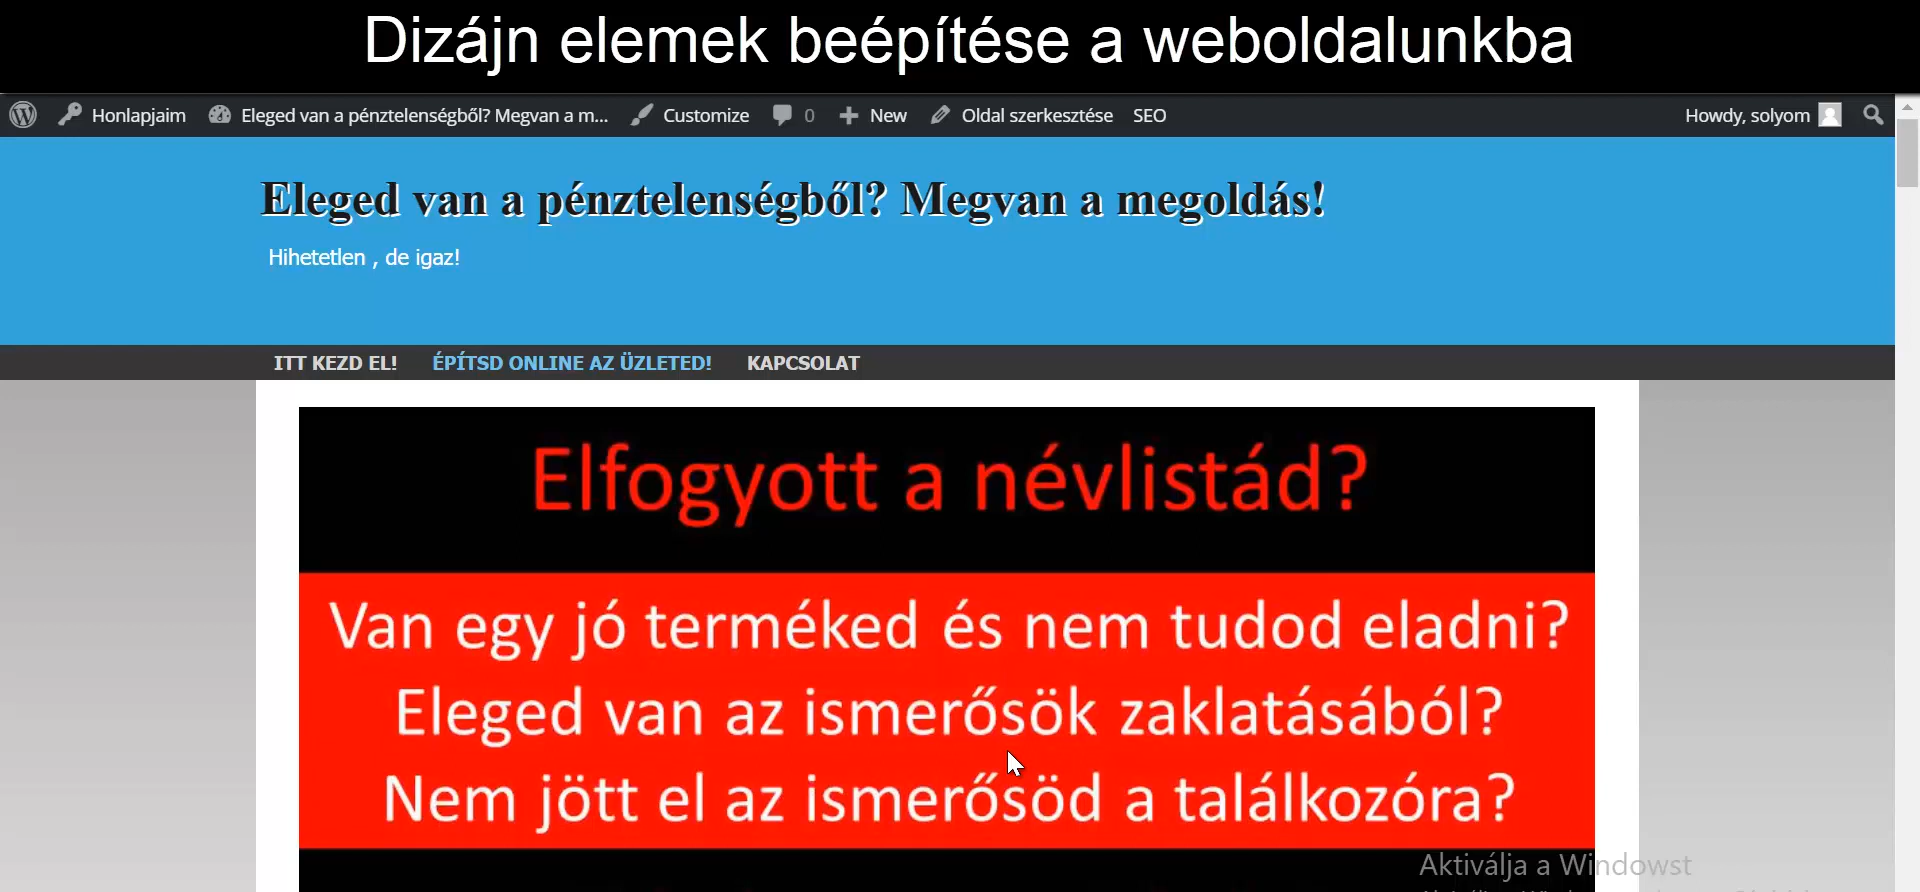 Dizájn elemek beépítése a weboldalunkba
Honlapjaim Eleged van a pénztelenségből? Megvan a m... Customize 0 New Oldal szerkesztése SEO Howdy, solyom
Eleged van a pénztelenségből? Megvan a megoldás!
Hihetetlen , de igaz!
ITT KEZD EL! ÉPÍTSD ONLINE AZ ÜZLETED! KAPCSOLAT
Elfogyott a névlistád?
Van egy jó terméked és nem tudod eladni?
Eleged van az ismerősök zaklatásából?
Nem jött el az ismerősöd a találkozóra?
Aktiválja a Windowst